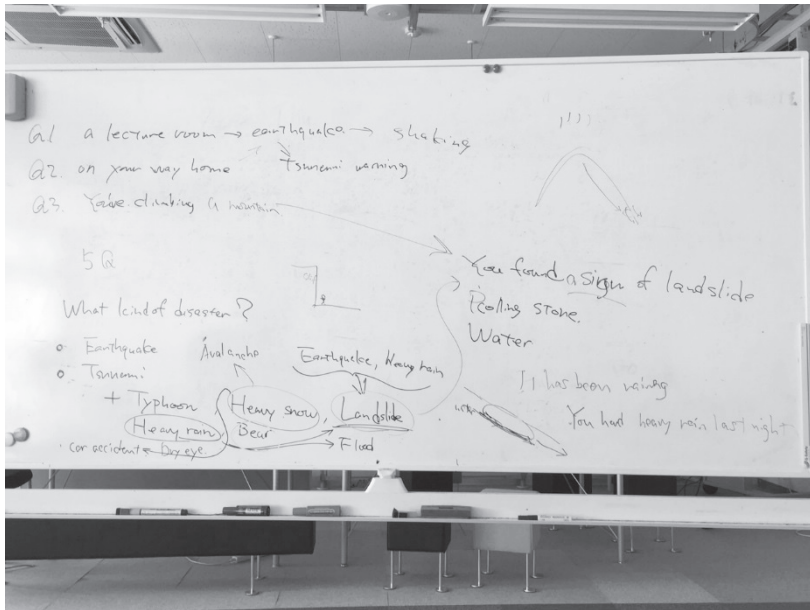 Q1 a lecture room → earthquake → shaking
Q2. on your way home Tsunami warning
Q3. You're climbing a mountain
5Q
You found a sign of landslide
Rolling stone.
Water
What kind of disaster?
Earthquake
Tsunami
+ Typhoon
Heavy rain
Avalanche
Heavy snow,
Bear
Earthquake, Heavy rain
Landslide
Flood
car accident ← Dry eye.
It has been raining
You had heavy rain last night